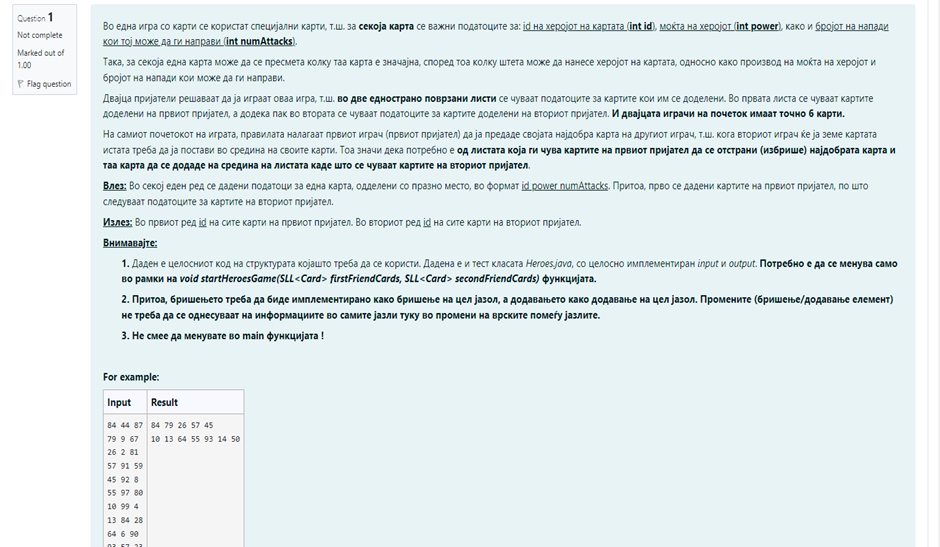 Question 1
Not complete
Marked out of
1.00
Flag question
Во една игра со карти се користат специјални карти, т.ш. за секоја карта се важни податоците за: id на херојот на картата (int id), моќта на херојот (int power), како и бројот на напади
кои тој може да ги направи (int numAttacks).
Така, за секоја една карта може да се пресмета колку таа карта е значајна, според тоа колку штета може да нанесе херојот на картата, односно како производ на моќта на херојот и
бројот на напади кои може да ги направи.
Двајца пријатели решаваат да ја играат оваа игра, т.ш. во две еднострано поврзани листи се чуваат податоците за картите кои им се доделени. Во првата листа се чуваат картите
доделени на првиот пријател, а додека пак во втората се чуваат податоците за картите доделени на вториот пријател. И двајцата играчи на почеток имаат точно 6 карти.
На самиот почетокот на играта, правилата налагаат првиот играч (првиот пријател) да ја предаде својата најдобра карта на другиот играч, т.ш. кога вториот играч ќе ја земе картата
истата треба да ја постави во средина на своите карти. Тоа значи дека потребно е од листата која ги чува картите на првиот пријател да се отстрани (избрише) најдобрата карта и
таа карта да се додаде на средина на листата каде што се чуваат картите на вториот пријател.
Влез: Во секој еден ред се дадени податоци за една карта, одделени со празно место, во формат id power numAttacks. Притоа, прво се дадени картите на првиот пријател, по што
следуваат податоците за картите на вториот пријател.
Излез: Во првиот ред id на сите карти на првиот пријател. Во вториот ред id на сите карти на вториот пријател.
Внимавајте:
1. Даден е целосниот код на структурата којашто треба да се користи. Дадена е и тест класата Heroes.java, со целосно имплементиран input и output. Потребно е да се менува само
во рамки на void startHeroesGame(SLL<Card> firstFriendCards, SLL<Card> secondFriendCards) функцијата.
2. Притоа, бришењето треба да биде имплементирано како бришење на цел јазол, а додавањето како додавање на цел јазол. Промените (бришење/додавање елемент)
не треба да се однесуваат на информациите во самите јазли туку во промени на врските помеѓу јазлите.
3. Не смее да менувате во main функцијата !
For example:
Input Result
84 44 87 84 79 26 57 45
79 9 67 10 13 64 55 93 14 50
26 2 81
57 91 59
45 92 8
55 97 80
10 99 4
13 84 28
64 6 90
93 57 23